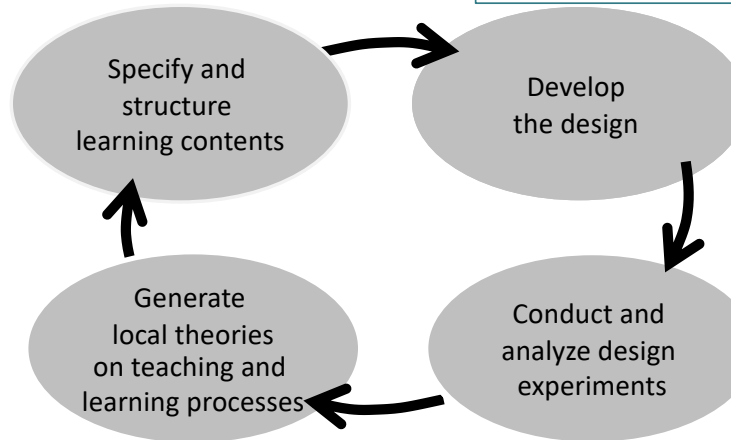 Specify and
structure
learning contents
Develop
the design
Generate
local theories
on teaching and
learning processes
Conduct and
analyze design
experiments